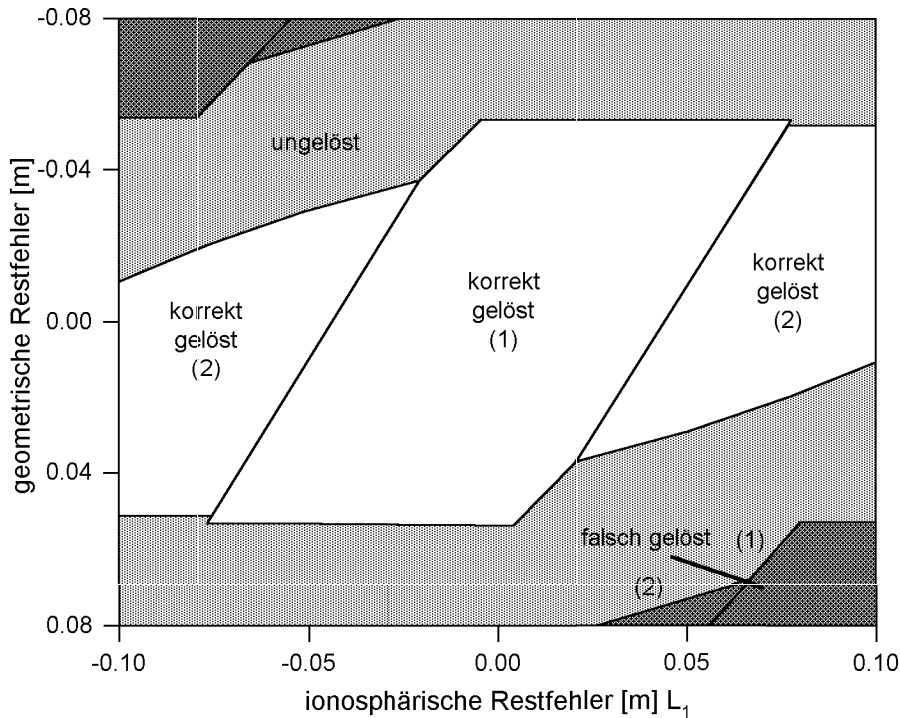 -0.08
ungelöst
-0.04
korrekt
gelöst
(2)
korrekt
gelöst
(1)
korrekt
gelöst
(2)
0.00
0.04
falsch gelöst (1)
(2)
0.08
-0.10 -0.05 0.00 0.05 0.10
geometrische Restfehler [m]
ionosphärische Restfehler [m] L1